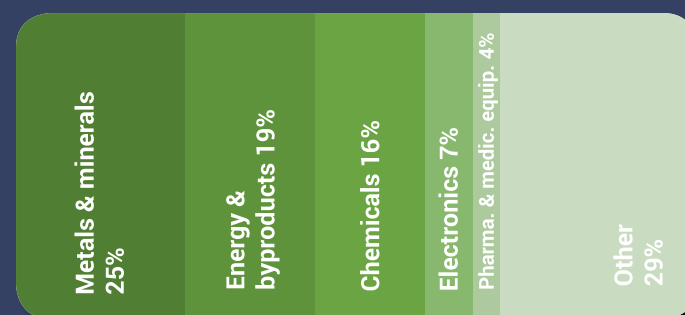 Metals & minerals
25%
Energy &
byproducts 19%
Chemicals 16%
Electronics 7%
Pharma. & medic. equip. 4%
Other
29%